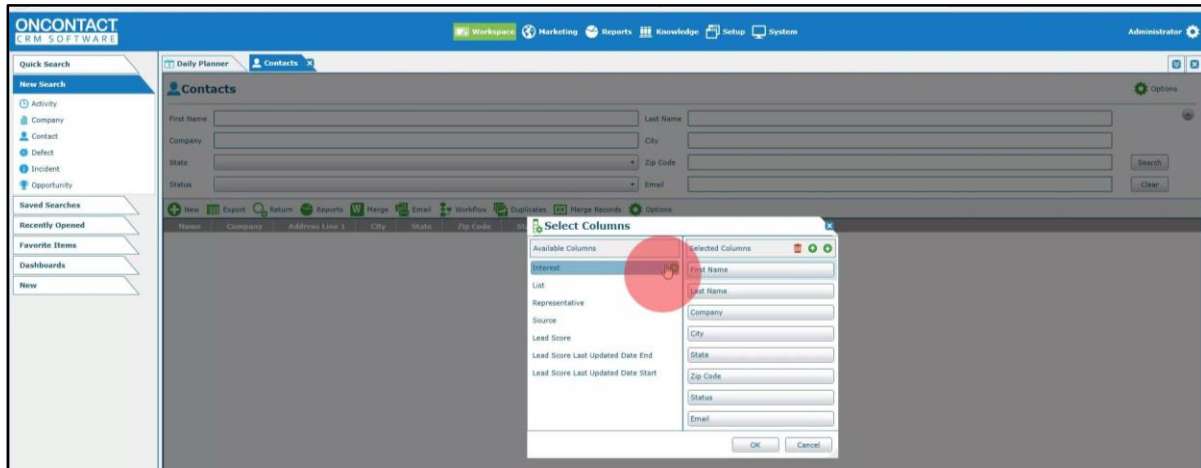 ONCONTACT
CRM SOFTWARE
Workspace Marketing Reports Knowledge Setup System
Administrator
Quick Search
New Search
Activity
Company
Contact
Defect
Incident
Opportunity
Saved Searches
Recently Opened
Favorite Items
Dashboards
New
Daily Planner Contacts
Contacts
Options
First Name Last Name
Company City
State Zip Code Search
Status Email Clear
New Export Return Reports Merge Email Workflow Duplicates Merge Records Options
Name Company Address Line 1 City State Zip Code
Select Columns
Available Columns
Interest
List
Representative
Source
Lead Score
Lead Score Last Updated Date End
Lead Score Last Updated Date Start
Selected Columns
First Name
Last Name
Company
City
State
Zip Code
Status
Email
OK Cancel